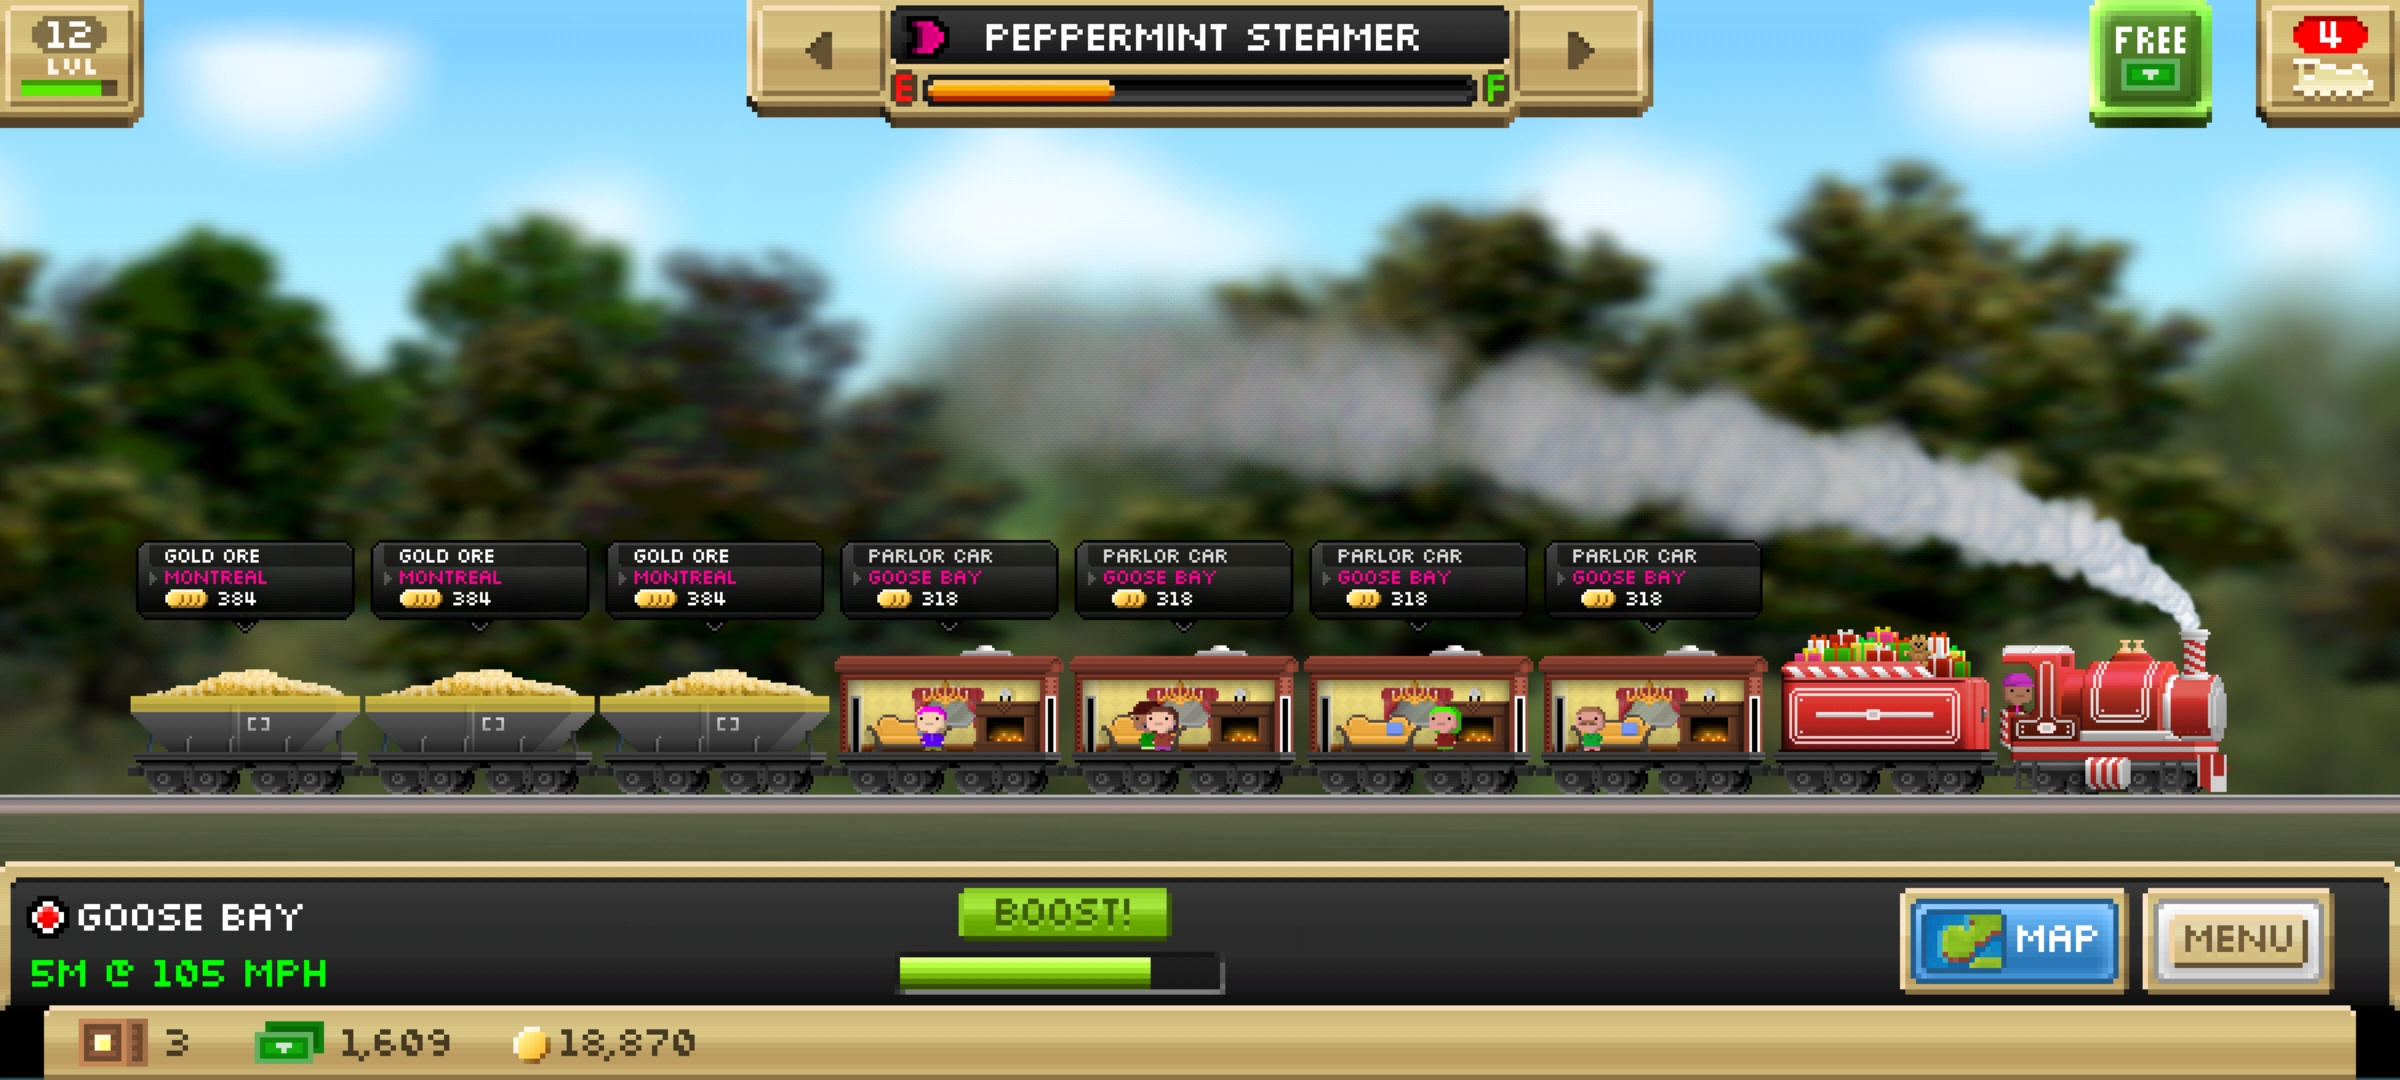 12
LVL
PEPPERMINT STEAMER
E F
FREE
4
GOLD ORE
MONTREAL
384
GOLD ORE
MONTREAL
384
GOLD ORE
MONTREAL
384
PARLOR CAR
GOOSE BAY
318
PARLOR CAR
GOOSE BAY
318
PARLOR CAR
GOOSE BAY
318
PARLOR CAR
GOOSE BAY
318
GOOSE BAY
5M @ 105 MPH
BOOST!
MAP
MENU
3
1,609
18,870